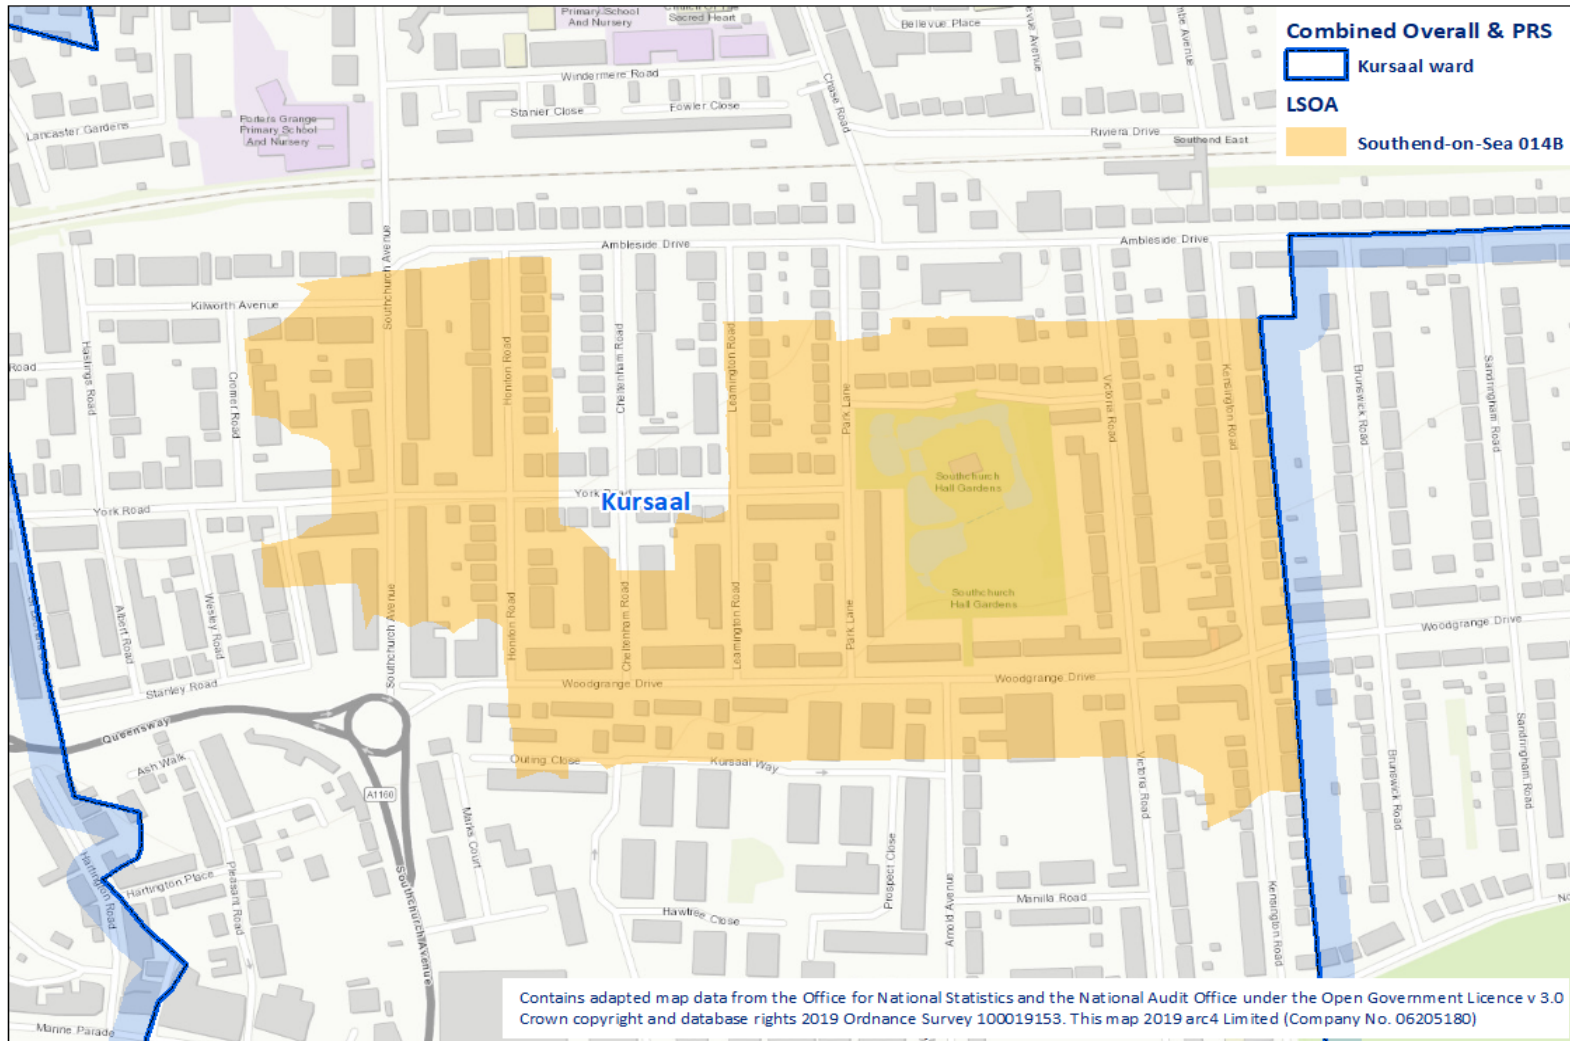 Primary School
And Nursery
Sacred Heart
Bellevue Place
Combined Overall & PRS
Kursaal ward
LSOA
Southend-on-Sea 014B
Windermere Road
Stanier Close
Fowler Close
Chase Road
Lancaster Gardens
Porters Grange
Primary School
And Nursery
Riviera Drive
Southend East
Ambleside Drive
Ambleside Drive
Southchurch Avenue
Kilworth Avenue
Road
Hastings Road
Cromer Road
Honiton Road
Cheltenham Road
Leamington Road
Park Lane
Victoria Road
Kensington Road
Brunswick Road
Sandringham Road
York Road
York Road
Kursaal
Southchurch
Hall Gardens
Southchurch
Hall Gardens
Albert Road
Wesley Road
Southchurch Avenue
Honiton Road
Cheltenham Road
Leamington Road
Park Lane
Woodgrange Drive
Stanley Road
Woodgrange Drive
Woodgrange Drive
Queensway
Ash Walk
Outing Close
Kursaal Way
Victoria Road
Brunswick Road
Sandringham Road
A1160
Marks Court
Prospect Close
Hartington Road
Hartington Place
Pleasant Road
Southchurch Avenue
Hawtree Close
Arnold Avenue
Manilla Road
Kensington Road
No
Marine Parade
Contains adapted map data from the Office for National Statistics and the National Audit Office under the Open Government Licence v 3.0
Crown copyright and database rights 2019 Ordnance Survey 100019153. This map 2019 arc4 Limited (Company No. 06205180)